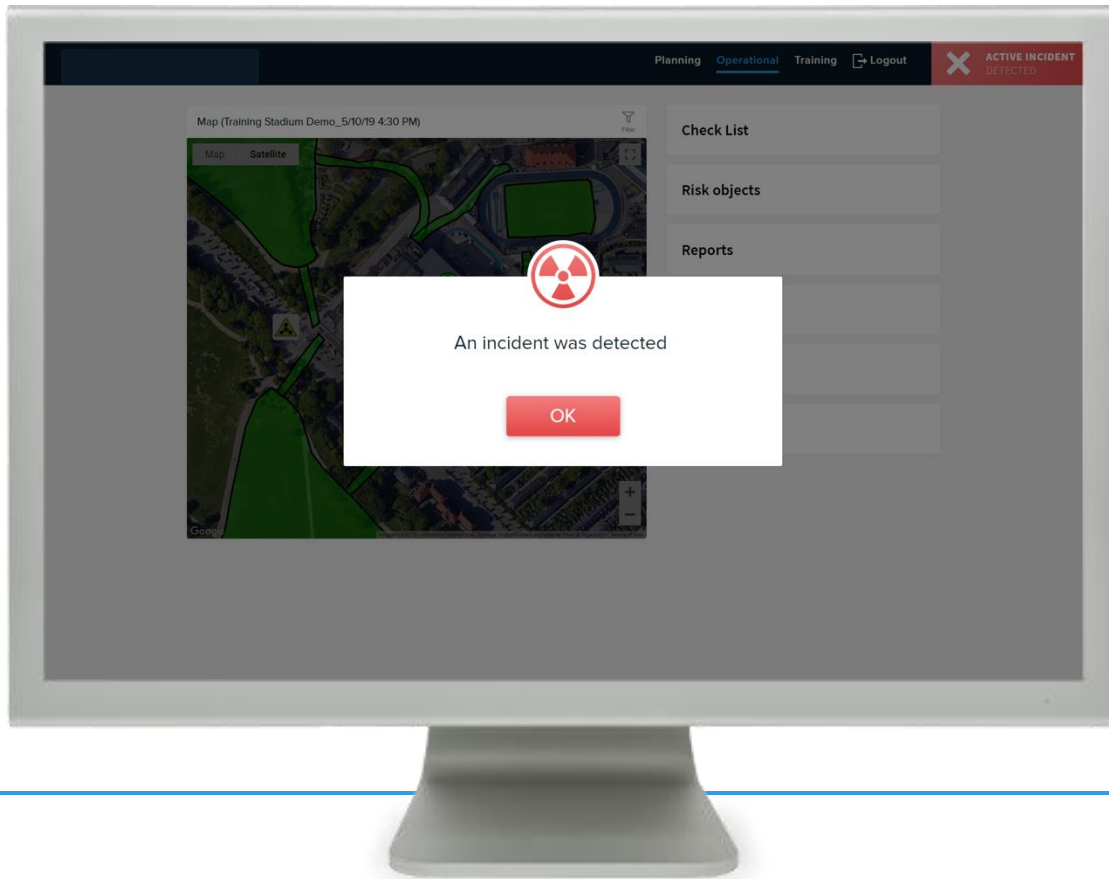 Planning Operational Training Logout
ACTIVE INCIDENT
DETECTED
Map (Training Stadium Demo_5/10/19 4:30 PM)
Filter
Map Satellite
Check List
Risk objects
Reports
An incident was detected
OK
+
−
Google